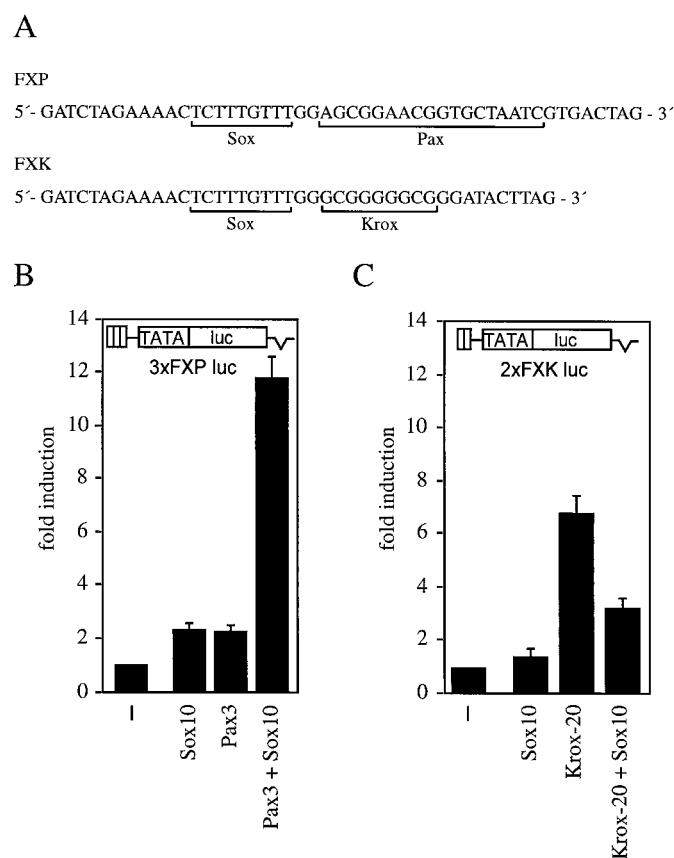 A
FXP
5´- GATCTAGAAAACTCTTTGTTTGGAGCGGAACGGTGCTAATCGTGACTAG - 3´
Sox Pax
FXK
5´- GATCTAGAAAACTCTTTGTTTGGGCGGGGGCGGGATACTTAG - 3´
Sox Krox
B
14
12
10
8
6
4
2
0
fold induction
TATA luc
3xFXP luc
–
Sox10
Pax3
Pax3 + Sox10
C
14
12
10
8
6
4
2
0
fold induction
TATA luc
2xFXK luc
–
Sox10
Krox-20
Krox-20 + Sox10